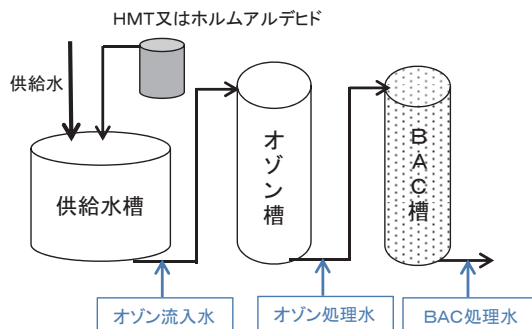 HMT又はホルムアルデヒド
供給水
供給水槽
オゾン槽
BAC槽
オゾン流入水
オゾン処理水
BAC処理水